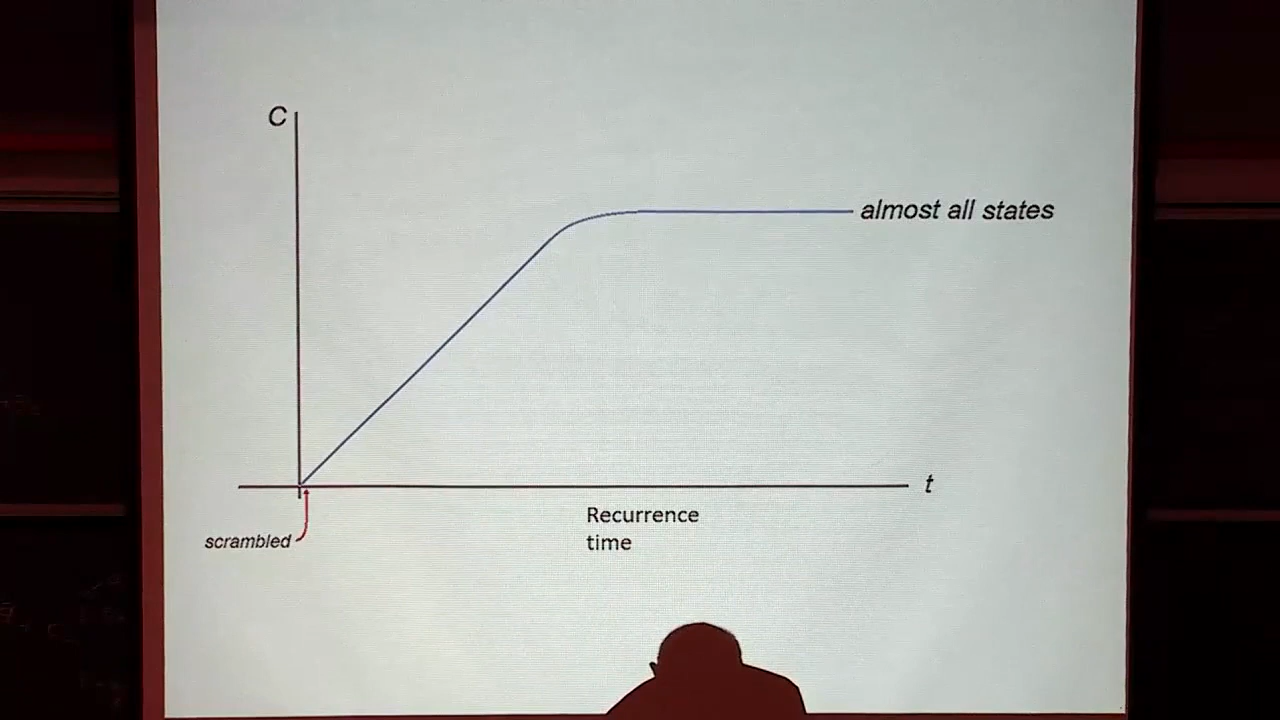 C
almost all states
t
Recurrence
time
scrambled